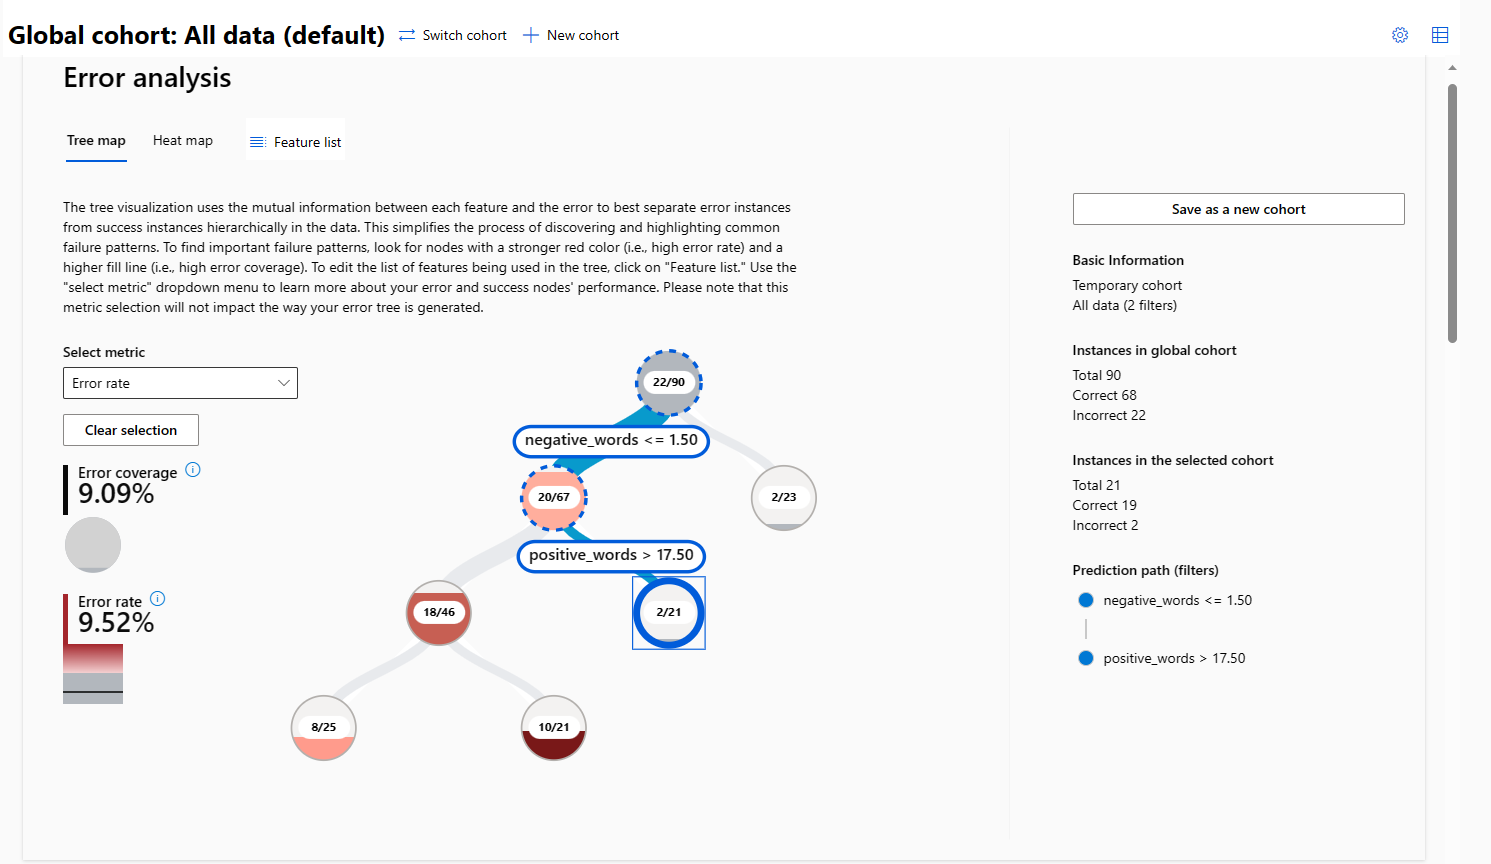 Global cohort: All data (default)
Switch cohort
New cohort
Error analysis
Tree map
Heat map
Feature list
The tree visualization uses the mutual information between each feature and the error to best separate error instances
from success instances hierarchically in the data. This simplifies the process of discovering and highlighting common
failure patterns. To find important failure patterns, look for nodes with a stronger red color (i.e., high error rate) and a
higher fill line (i.e., high error coverage). To edit the list of features being used in the tree, click on "Feature list." Use the
"select metric" dropdown menu to learn more about your error and success nodes' performance. Please note that this
metric selection will not impact the way your error tree is generated.
Select metric
Error rate
Clear selection
Error coverage
9.09%
Error rate
9.52%
22/90
negative_words <= 1.50
20/67
2/23
positive_words > 17.50
18/46
2/21
8/25
10/21
Save as a new cohort
Basic Information
Temporary cohort
All data (2 filters)
Instances in global cohort
Total 90
Correct 68
Incorrect 22
Instances in the selected cohort
Total 21
Correct 19
Incorrect 2
Prediction path (filters)
negative_words <= 1.50
positive_words > 17.50